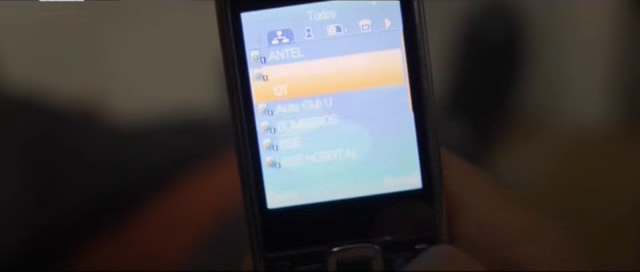 Todos
ANTEL
Auto Club U
BOMBEROS
BSE
BSE HOSPITAL...